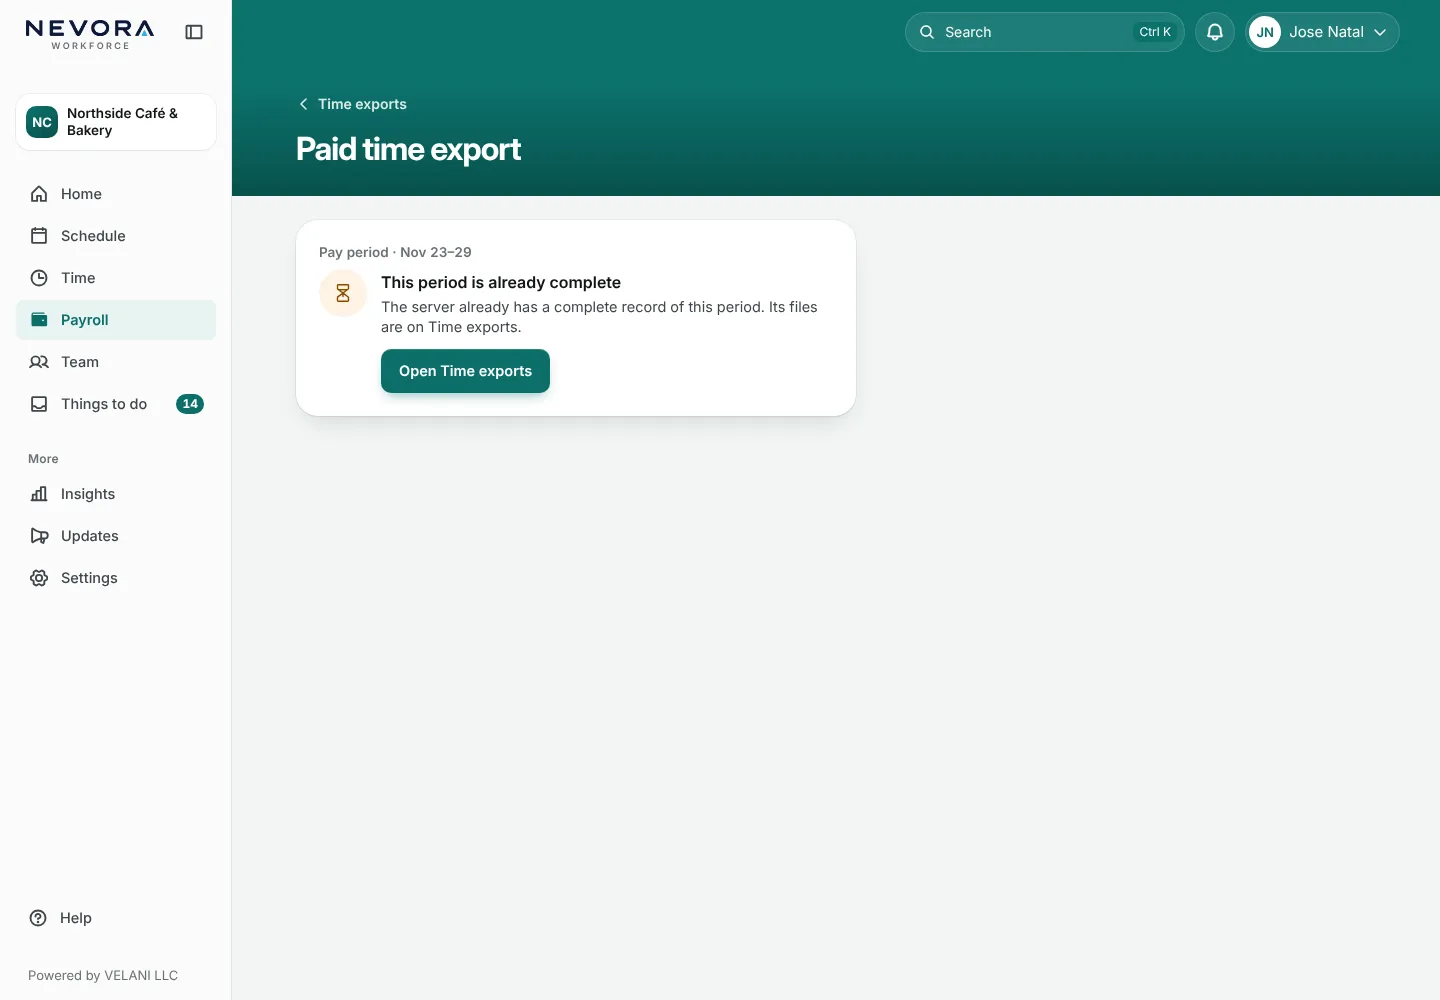 NEVORA
WORKFORCE
Search
Ctrl K
JN
Jose Natal
NC
Northside Café &
Bakery
Home
Schedule
Time
Payroll
Team
Things to do
14
More
Insights
Updates
Settings
Help
Powered by VELANI LLC
Time exports
Paid time export
Pay period · Nov 23–29
This period is already complete
The server already has a complete record of this period. Its files
are on Time exports.
Open Time exports